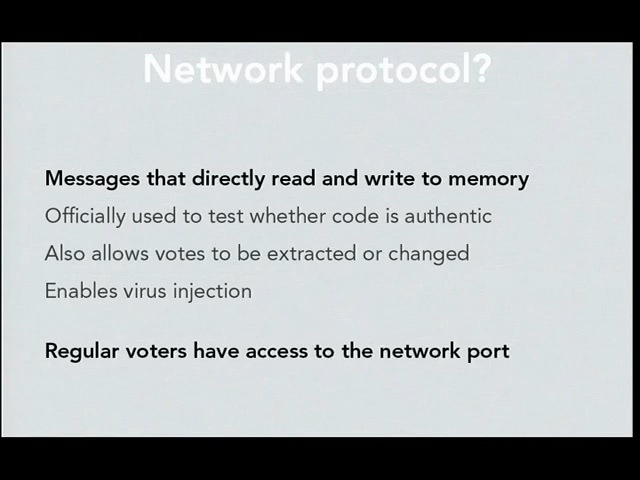 Network protocol?
Messages that directly read and write to memory
Officially used to test whether code is authentic
Also allows votes to be extracted or changed
Enables virus injection
Regular voters have access to the network port